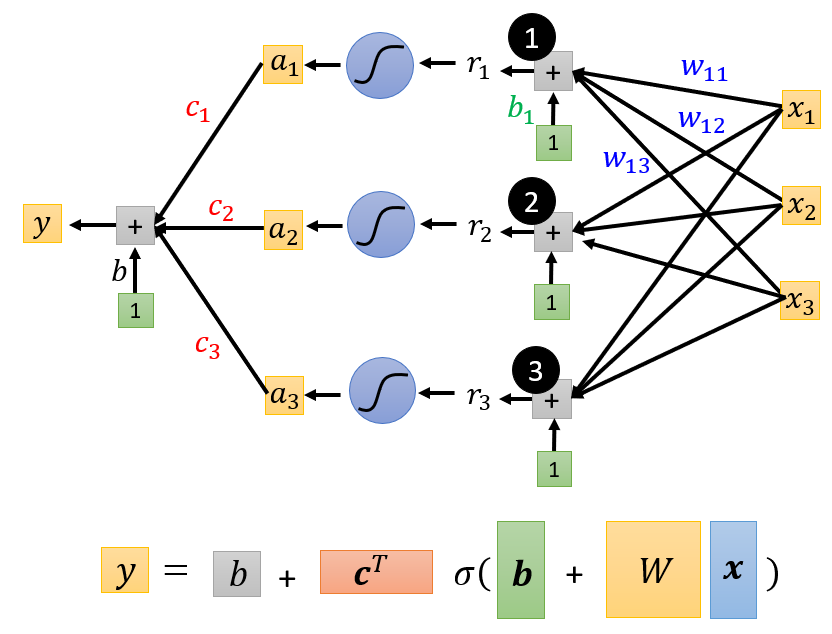 1
a₁ r₁ + w₁₁
c₁ b₁ w₁₂ x₁
1 w₁₃
2
y + c₂ a₂ r₂ + x₂
b
1 1 x₃
c₃ 3
a₃ r₃ +
1
y = b + cᵀ σ( b + W x )